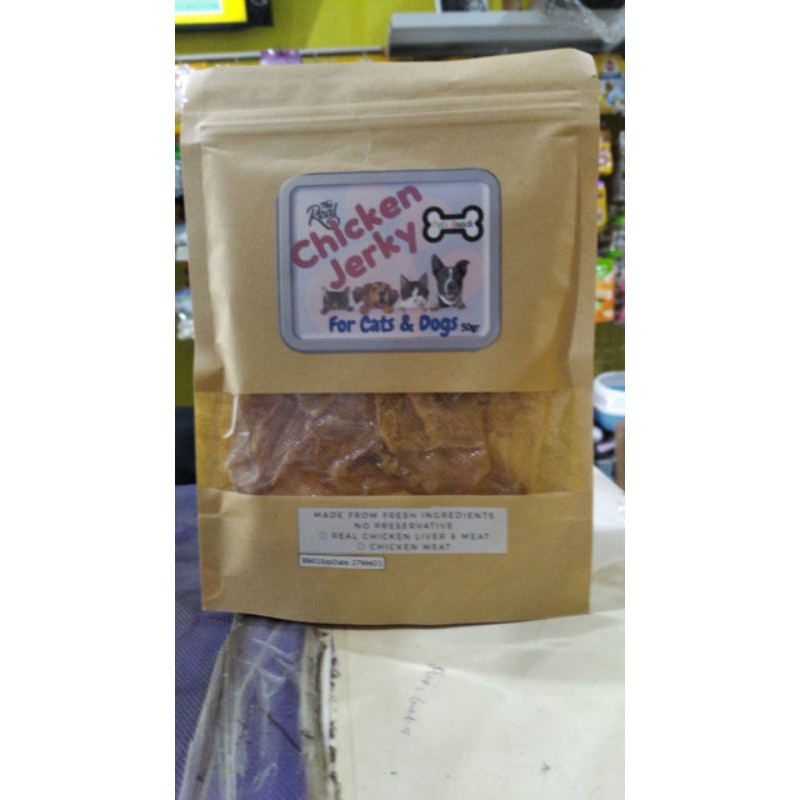 The
Real
Chicken
Jerky
For Cats & Dogs 50gr
MADE FROM FRESH INGREDIENTS
NO PRESERVATIVE
○ REAL CHICKEN LIVER & MEAT
○ CHICKEN MEAT